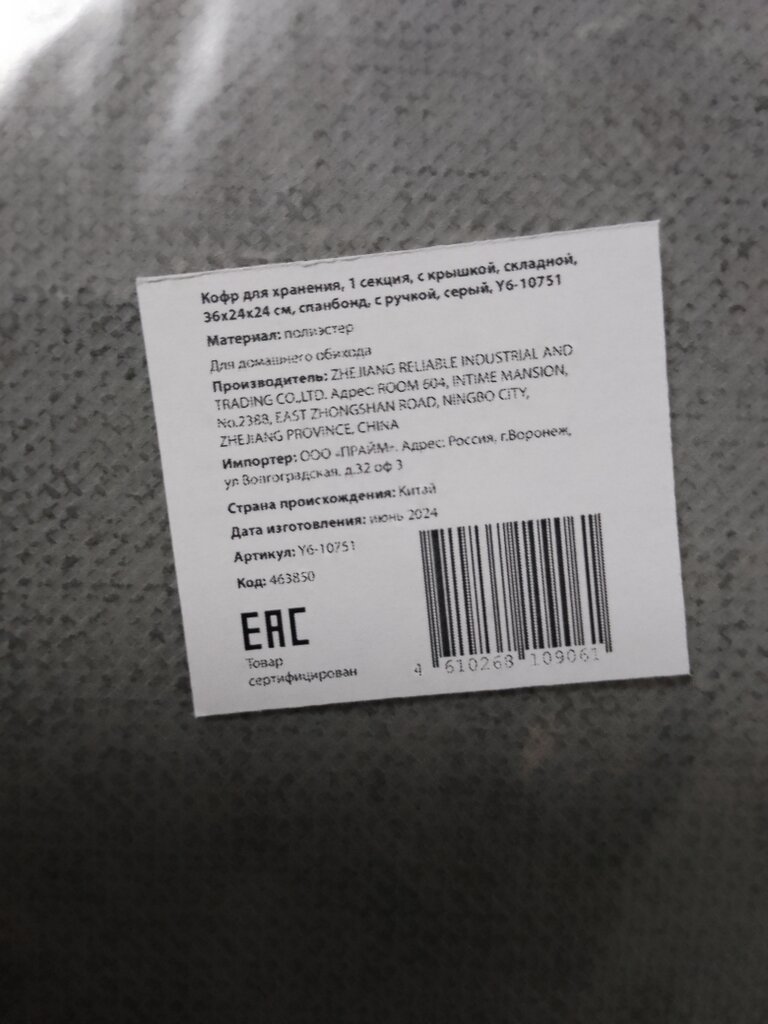 Кофр для хранения, 1 секция, с крышкой, складной,
36х24х24 см, спанбонд, с ручкой, серый, Y6-10751
Материал: полиэстер
Для домашнего обихода
Производитель: ZHEJIANG RELIABLE INDUSTRIAL AND
TRADING CO.,LTD. Адрес: ROOM 604, INTIME MANSION,
No.2388, EAST ZHONGSHAN ROAD, NINGBO CITY,
ZHEJIANG PROVINCE, CHINA
Импортер: ООО «ПРАЙМ». Адрес: Россия, г.Воронеж,
ул Волгоградская, д.32 оф 3
Страна происхождения: Китай
Дата изготовления: июнь 2024
Артикул: Y6-10751
Код: 463850
EAC
Товар
сертифицирован
4 610268 109061